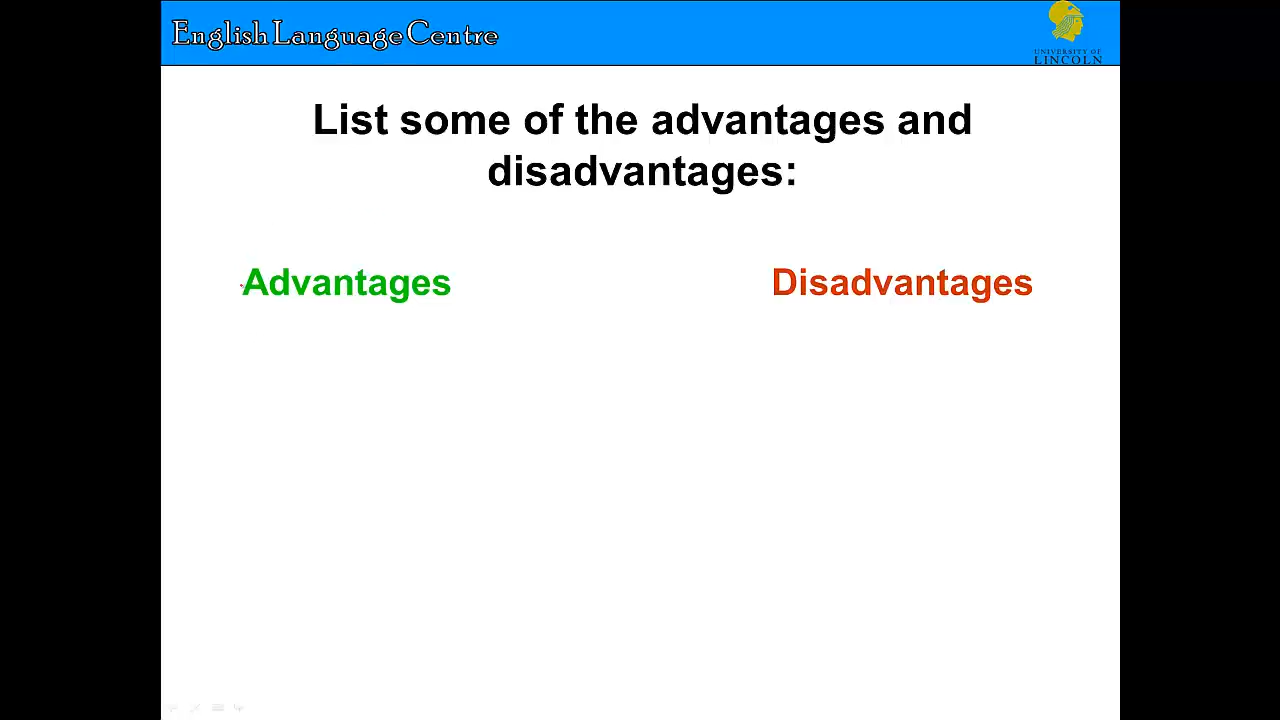 English Language Centre
UNIVERSITY OF
LINCOLN
List some of the advantages and
disadvantages:
Advantages
Disadvantages